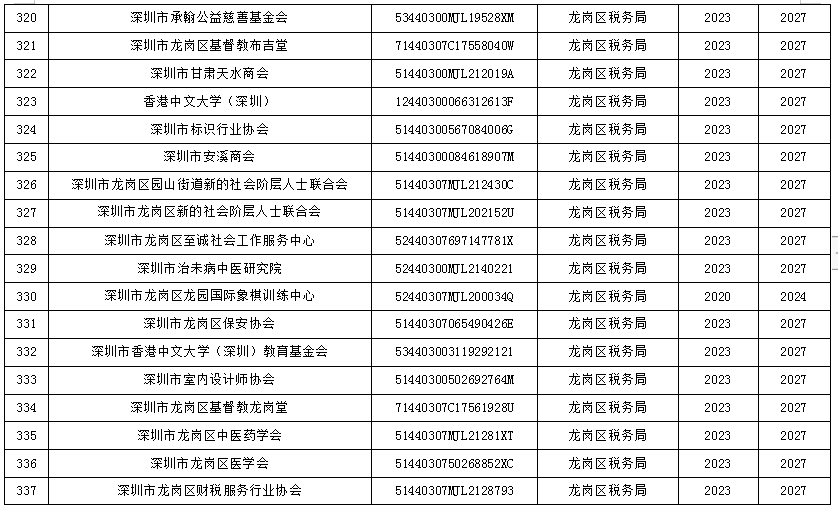 320 深圳市承翰公益慈善基金会 53440300MJL19528XM 龙岗区税务局 2023 2027
321 深圳市龙岗区基督教布吉堂 71440307C17558040W 龙岗区税务局 2023 2027
322 深圳市甘肃天水商会 51440300MJL212019A 龙岗区税务局 2023 2027
323 香港中文大学（深圳） 12440300066312613F 龙岗区税务局 2023 2027
324 深圳市标识行业协会 51440300567084006G 龙岗区税务局 2023 2027
325 深圳市安溪商会 51440300084618907M 龙岗区税务局 2023 2027
326 深圳市龙岗区园山街道新的社会阶层人士联合会 51440307MJL212430C 龙岗区税务局 2023 2027
327 深圳市龙岗区新的社会阶层人士联合会 51440307MJL202152U 龙岗区税务局 2023 2027
328 深圳市龙岗区至诚社会工作服务中心 52440307697147781X 龙岗区税务局 2023 2027
329 深圳市治未病中医研究院 52440300MJL2140221 龙岗区税务局 2023 2027
330 深圳市龙岗区龙园国际象棋训练中心 52440307MJL200034Q 龙岗区税务局 2020 2024
331 深圳市龙岗区保安协会 51440307065490426E 龙岗区税务局 2023 2027
332 深圳市香港中文大学（深圳）教育基金会 534403003119292121 龙岗区税务局 2023 2027
333 深圳市室内设计师协会 51440300502692764M 龙岗区税务局 2023 2027
334 深圳市龙岗区基督教龙岗堂 71440307C17561928U 龙岗区税务局 2023 2027
335 深圳市龙岗区中医药学会 51440307MJL21281XT 龙岗区税务局 2023 2027
336 深圳市龙岗区医学会 5144030750268852XC 龙岗区税务局 2023 2027
337 深圳市龙岗区财税服务行业协会 51440307MJL2128793 龙岗区税务局 2023 2027